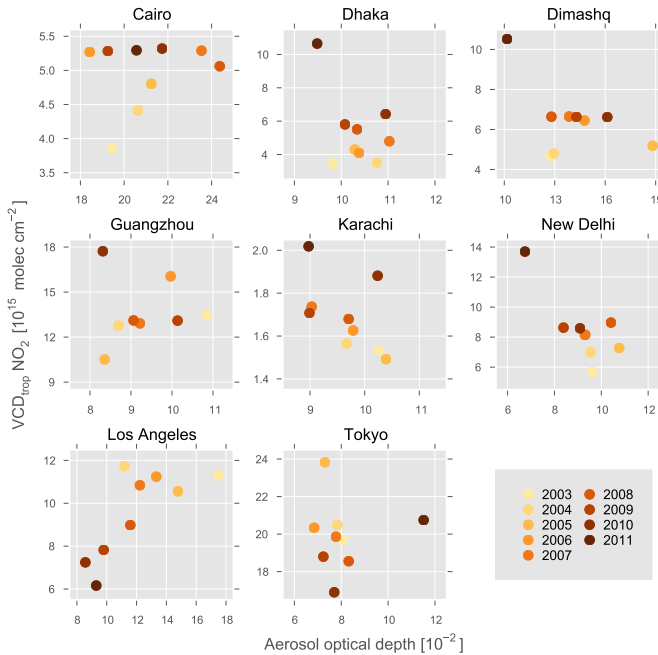 Cairo
Dhaka
Dimashq
5.5
5.0
4.5
4.0
3.5
10
8
6
4
10
8
6
4
18 20 22 24
9 10 11 12
10 13 16 19
Guangzhou
Karachi
New Delhi
18
15
12
9
2.0
1.8
1.6
1.4
14
12
10
8
6
8 9 10 11
9 10 11
6 8 10 12
Los Angeles
Tokyo
12
10
8
6
24
22
20
18
8 10 12 14 16 18
6 8 10 12
2003
2004
2005
2006
2007
2008
2009
2010
2011
VCDtrop NO2 [10^15 molec cm^−2]
Aerosol optical depth [10^−2]